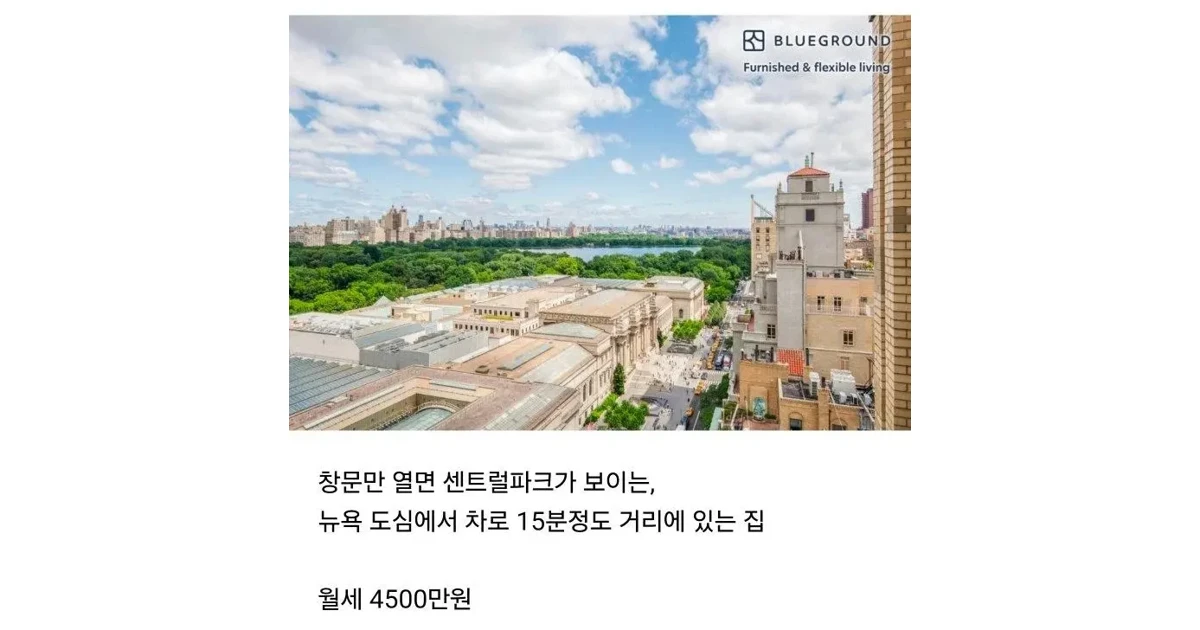 BLUEGROUND
Furnished & flexible living
창문만 열면 센트럴파크가 보이는,
뉴욕 도심에서 차로 15분정도 거리에 있는 집
월세 4500만원